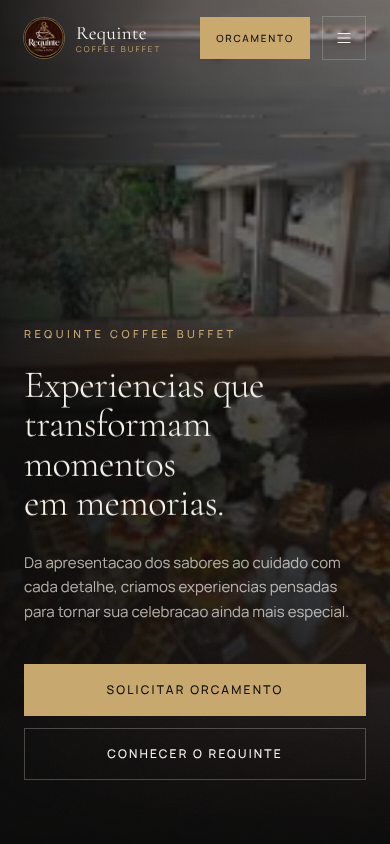 Requinte
Requinte
COFFEE BUFFET
ORCAMENTO
REQUINTE COFFEE BUFFET
Experiencias que
transformam
momentos
em memorias.
Da apresentacao dos sabores ao cuidado com
cada detalhe, criamos experiencias pensadas
para tornar sua celebracao ainda mais especial.
SOLICITAR ORCAMENTO
CONHECER O REQUINTE